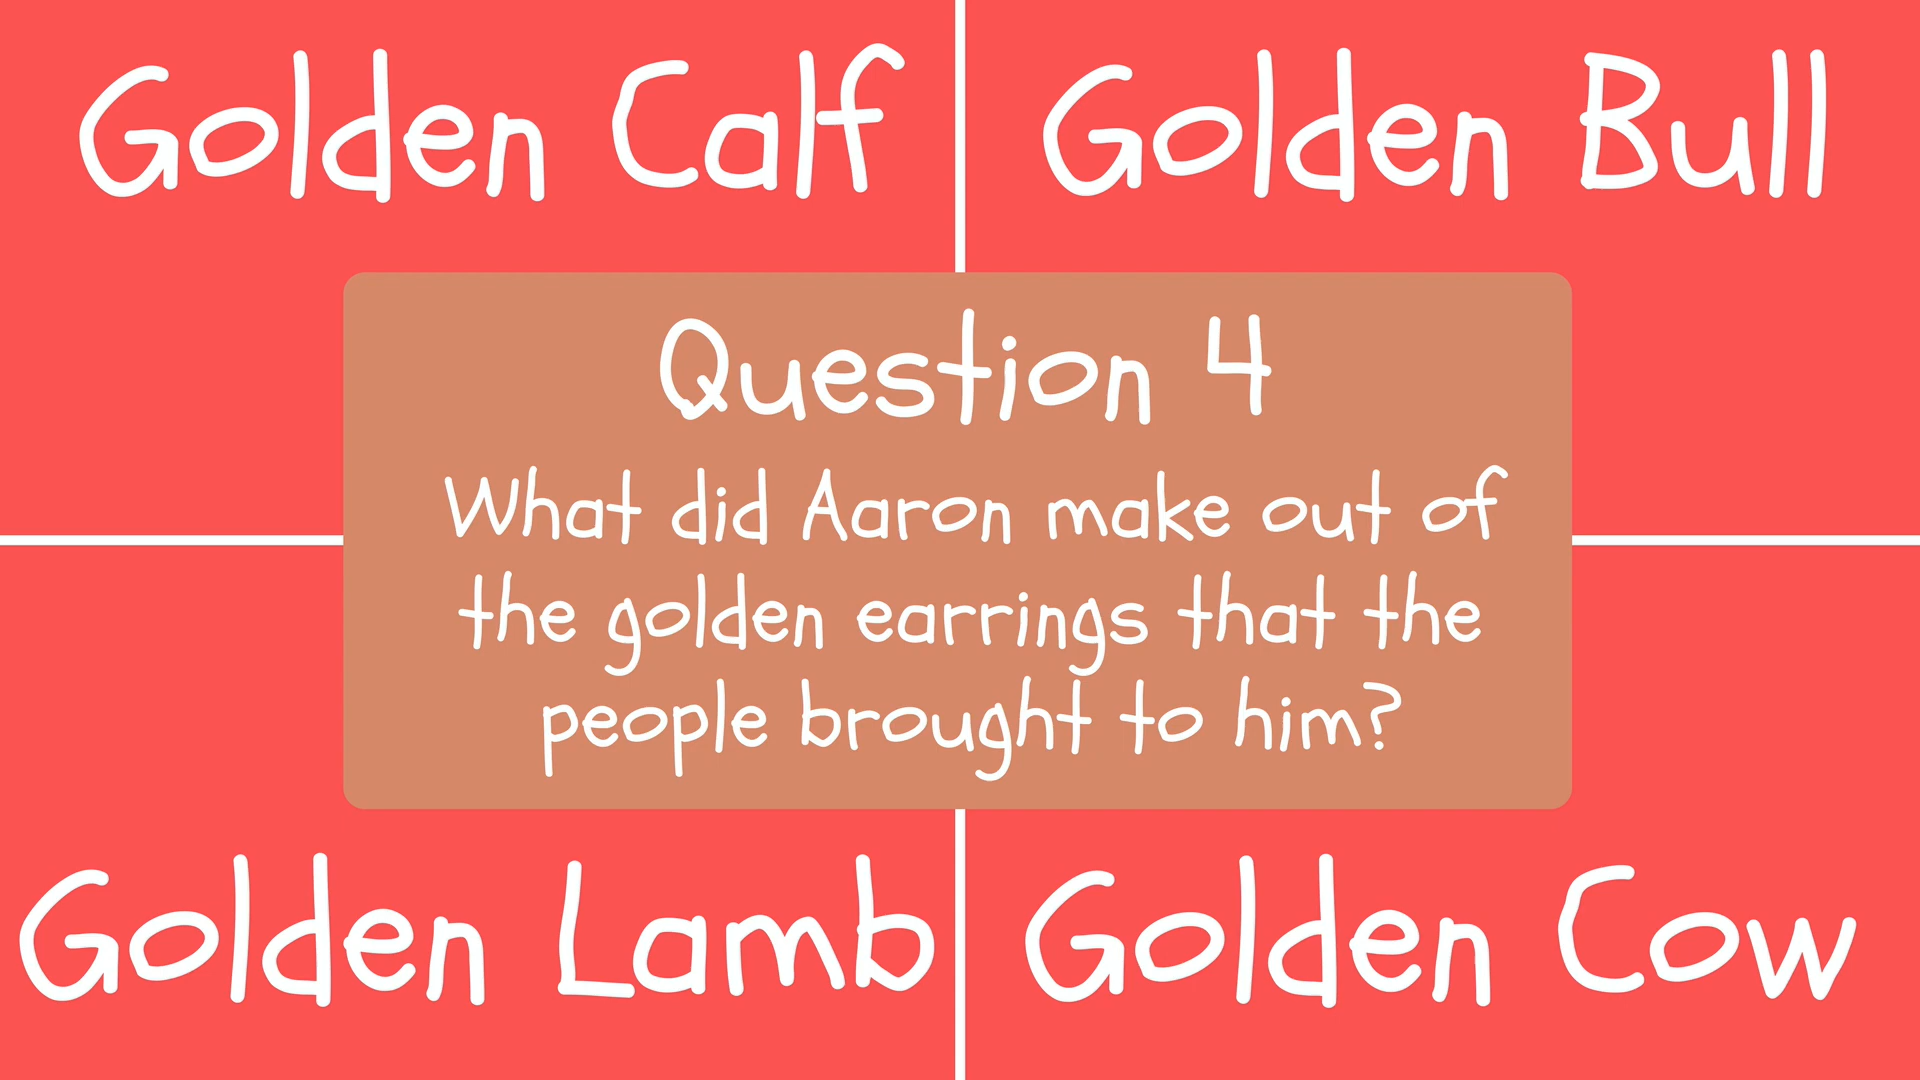 Golden Calf
Golden Bull
Question 4
What did Aaron make out of
the golden earrings that the
people brought to him?
Golden Lamb
Golden Cow